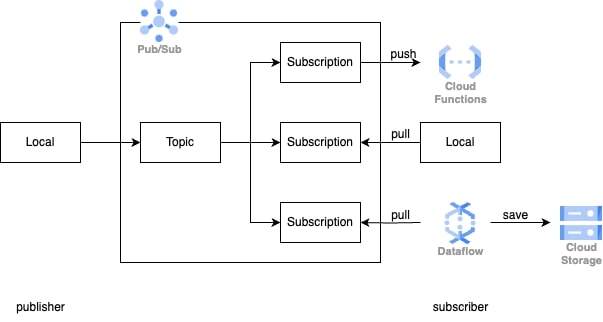 Pub/Sub
Subscription
push
Cloud
Functions
Local
Topic
Subscription
pull
Local
Subscription
pull
Dataflow
save
Cloud
Storage
publisher
subscriber